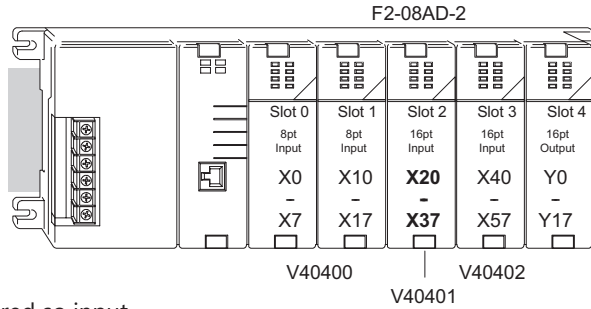 F2-08AD-2
Slot 0 Slot 1 Slot 2 Slot 3 Slot 4
8pt 8pt 16pt 16pt 16pt
Input Input Input Input Output
X0 X10 X20 X40 Y0
– – – – –
X7 X17 X37 X57 Y17
V40400 V40402
V40401